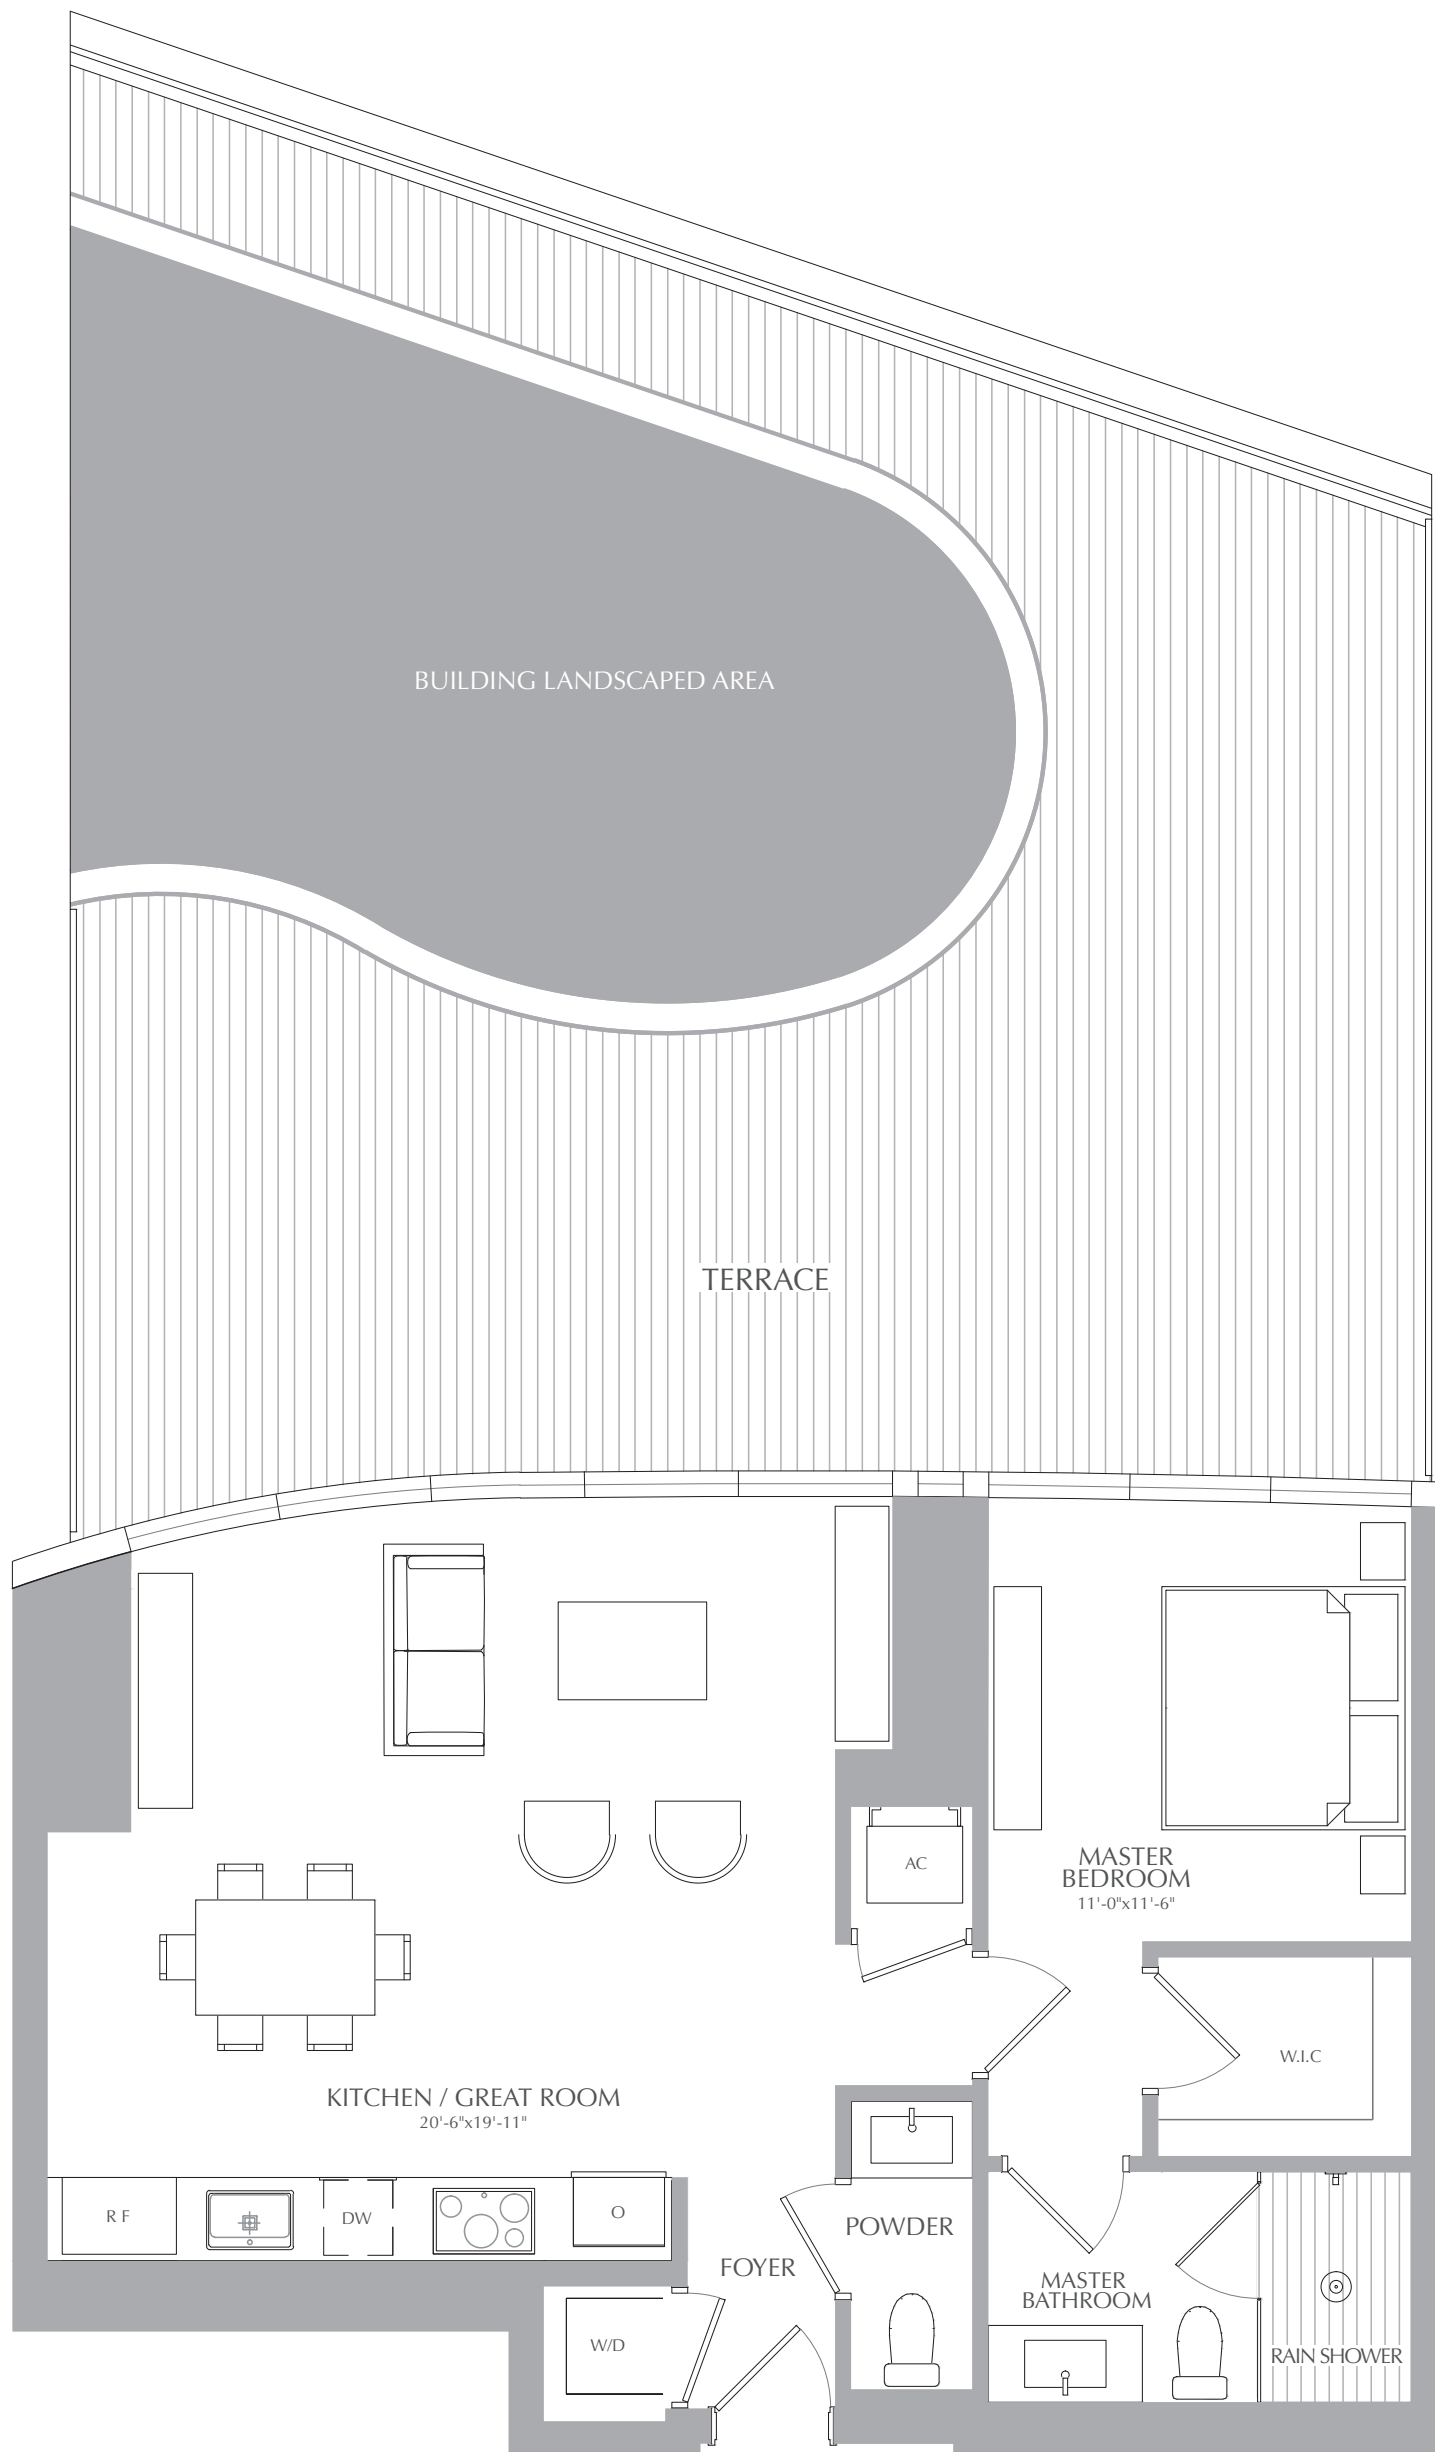 BUILDING LANDSCAPED AREA
TERRACE
AC
MASTER
BEDROOM
11'-0"x11'-6"
W.I.C
KITCHEN / GREAT ROOM
20'-6"x19'-11"
R F
DW
O
POWDER
FOYER
MASTER
BATHROOM
W/D
RAIN SHOWER